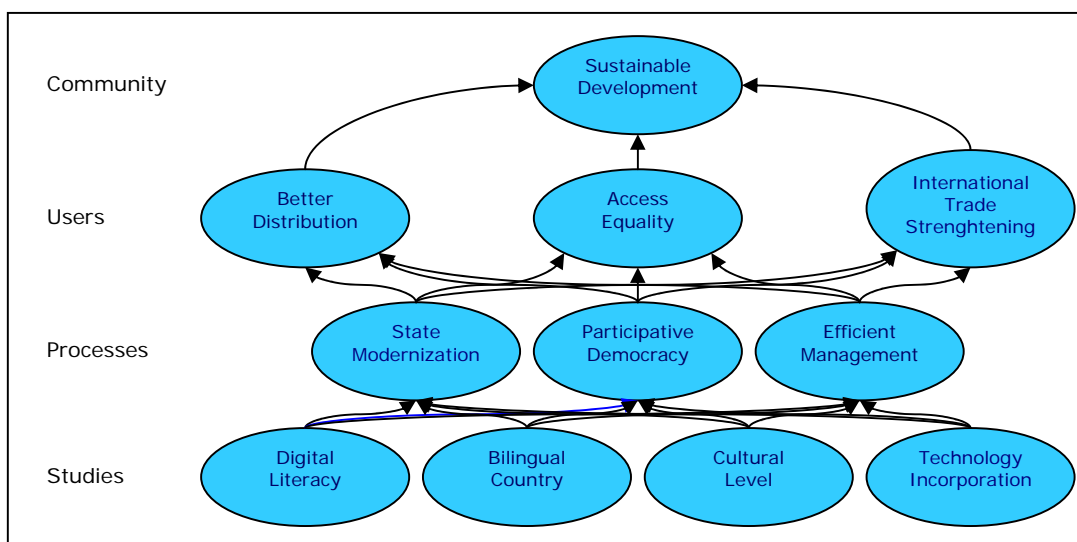 Community
Sustainable
Development
Users
Better
Distribution
Access
Equality
International
Trade
Strenghtening
Processes
State
Modernization
Participative
Democracy
Efficient
Management
Studies
Digital
Literacy
Bilingual
Country
Cultural
Level
Technology
Incorporation